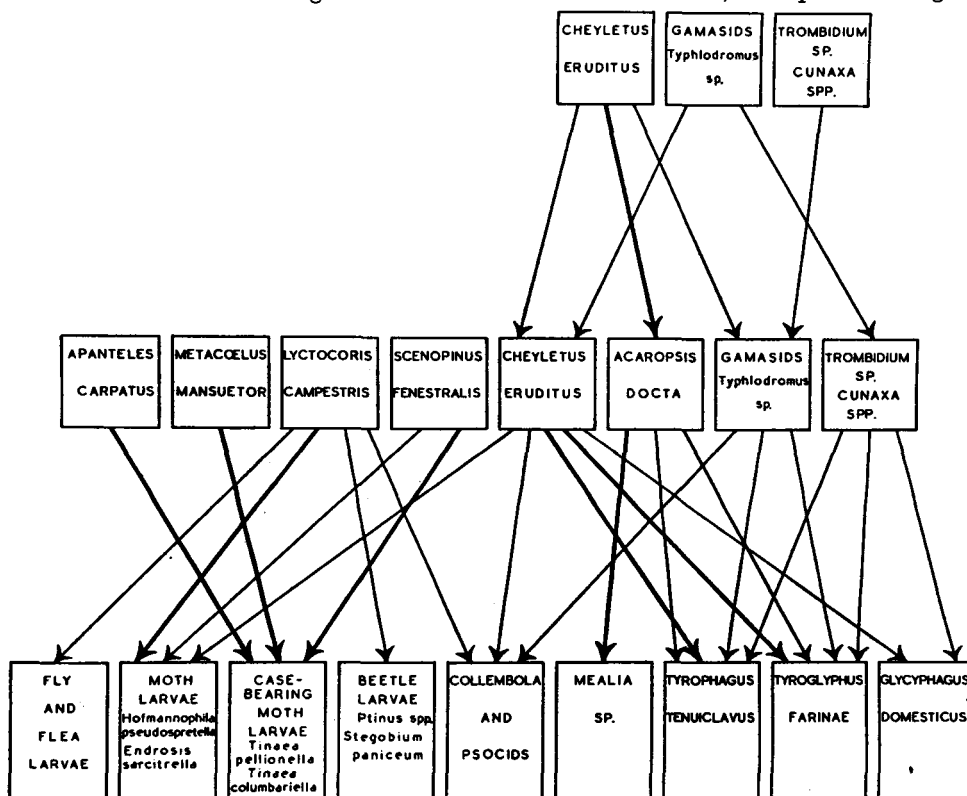 CHEYLETUS
ERUDITUS
GAMASIDS
Typhlodromus
sp.
TROMBIDIUM
SP.
CUNAXA
SPP.
APANTELES
CARPATUS
METACŒLUS
MANSUETOR
LYCTOCORIS
CAMPESTRIS
SCENOPINUS
FENESTRALIS
CHEYLETUS
ERUDITUS
ACAROPSIS
DOCTA
GAMASIDS
Typhlodromus
sp.
TROMBIDIUM
SP.
CUNAXA
SPP.
FLY
AND
FLEA
LARVAE
MOTH
LARVAE
Hofmannophila
pseudospretella
Endrosis
sarcitrella
CASE-
BEARING
MOTH
LARVAE
Tinaea
pellionella
Tinaea
columbariella
BEETLE
LARVAE
Ptinus spp.
Stegobium
paniceum
COLLEMBOLA
AND
PSOCIDS
MEALIA
SP.
TYROPHAGUS
TENUICLAVUS
TYROGLYPHUS
FARINAE
GLYCYPHAGUS
DOMESTICUS